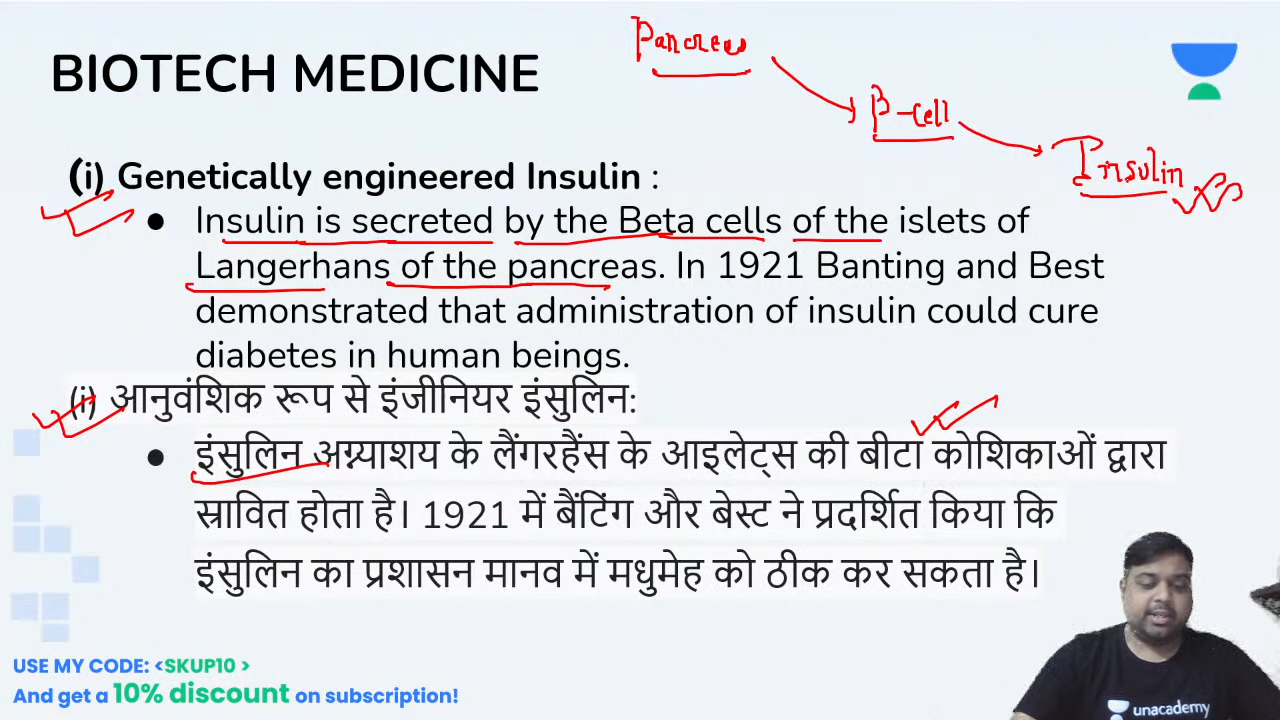 Pancreas
BIOTECH MEDICINE
β-cell
Insulin
(i) Genetically engineered Insulin :
● Insulin is secreted by the Beta cells of the islets of
Langerhans of the pancreas. In 1921 Banting and Best
demonstrated that administration of insulin could cure
diabetes in human beings.
(i) आनुवंशिक रूप से इंजीनियर इंसुलिन:
● इंसुलिन अग्न्याशय के लैंगरहैंस के आइलेट्स की बीटा कोशिकाओं द्वारा
स्रावित होता है। 1921 में बैंटिंग और बेस्ट ने प्रदर्शित किया कि
इंसुलिन का प्रशासन मानव में मधुमेह को ठीक कर सकता है।
USE MY CODE: <SKUP10 >
And get a 10% discount on subscription!
unacademy